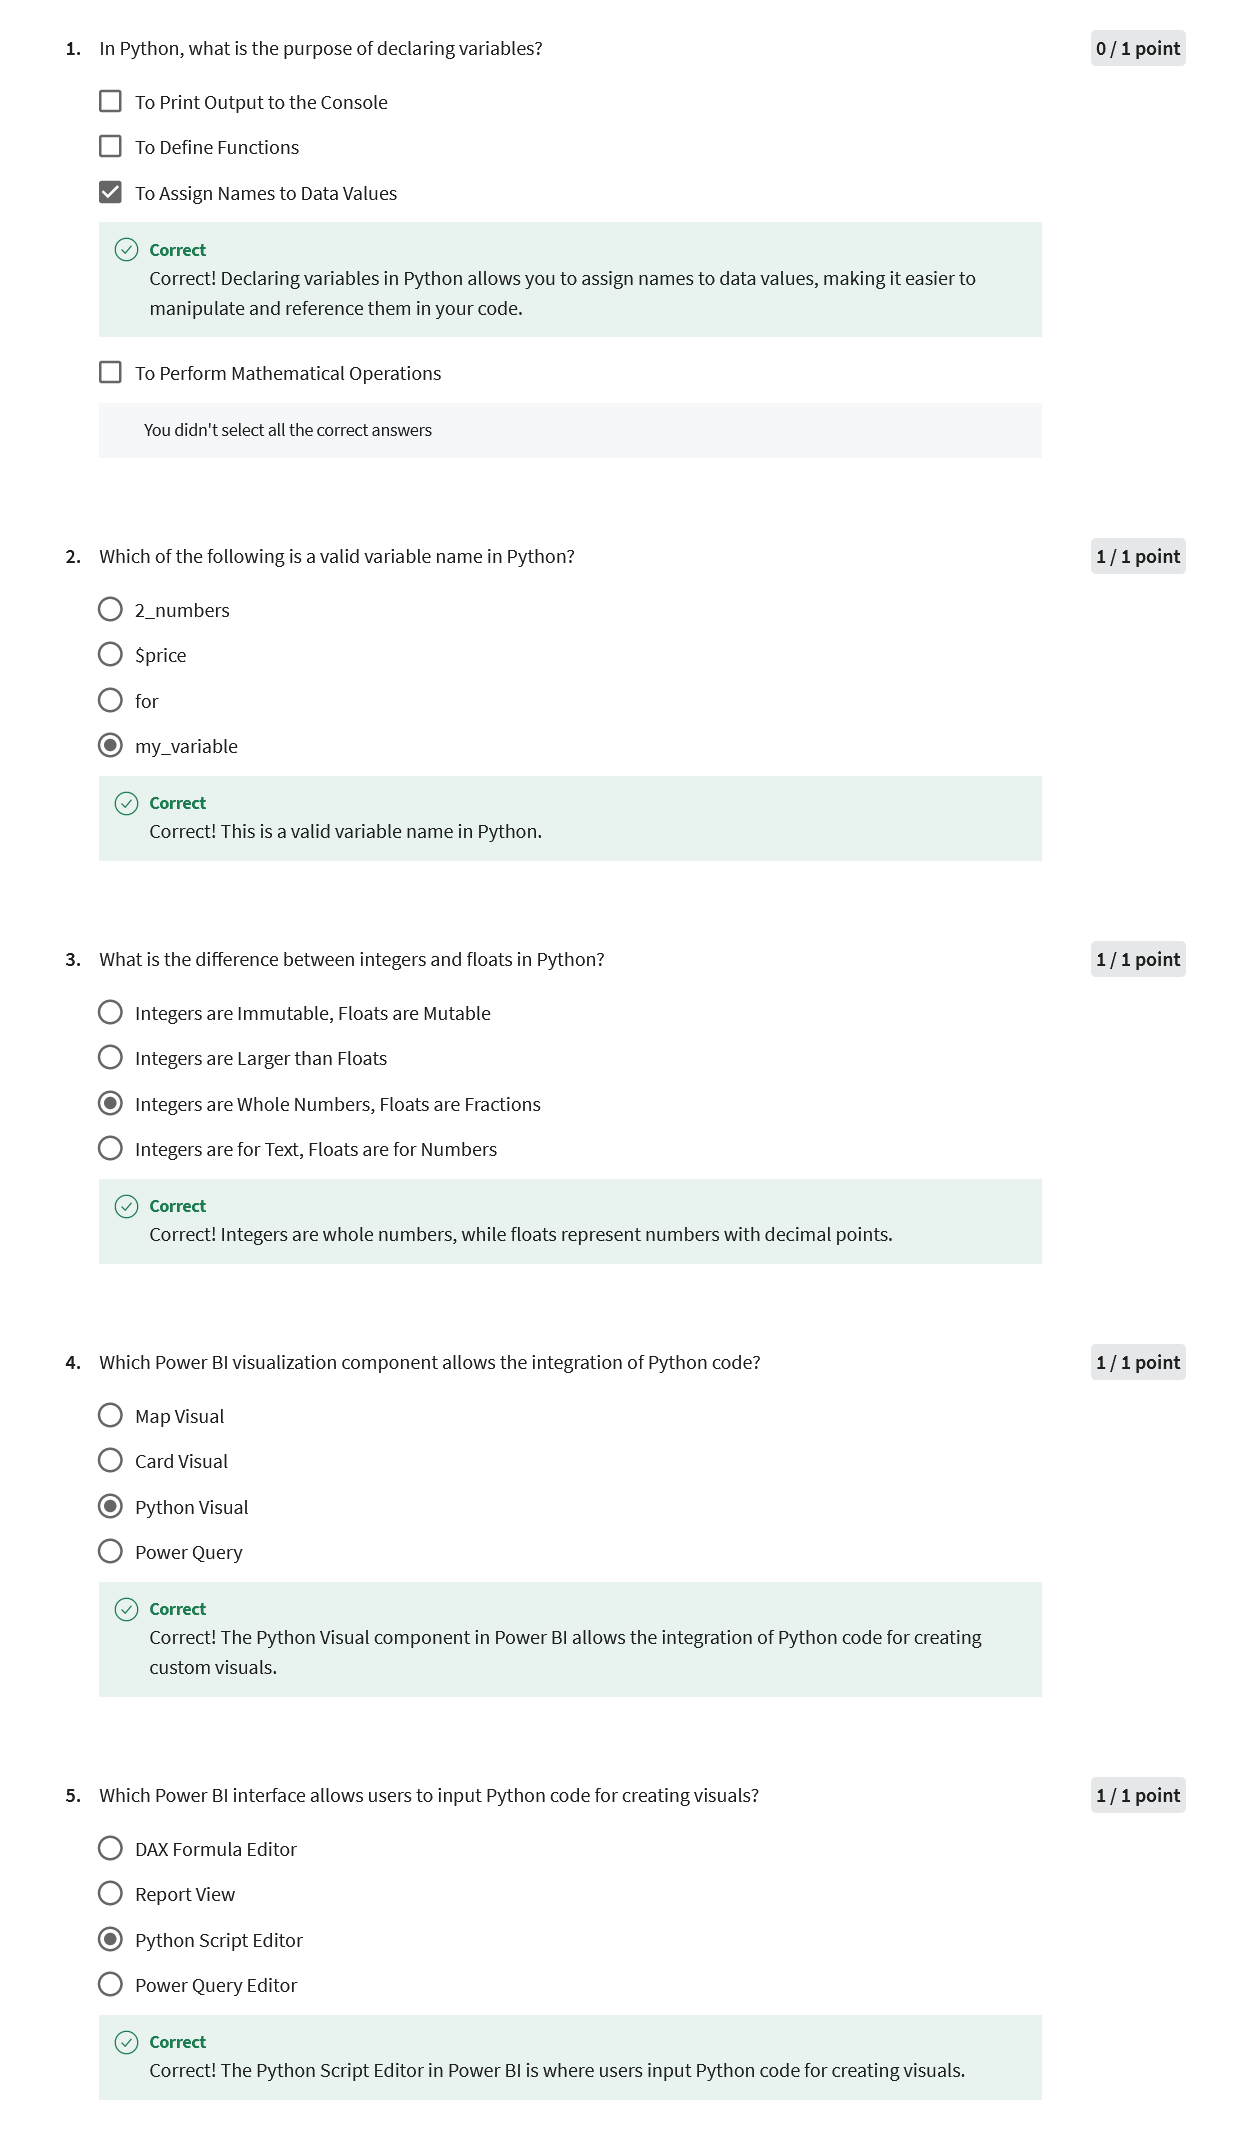 1. In Python, what is the purpose of declaring variables? 0 / 1 point
To Print Output to the Console
To Define Functions
To Assign Names to Data Values
Correct
Correct! Declaring variables in Python allows you to assign names to data values, making it easier to
manipulate and reference them in your code.
To Perform Mathematical Operations
You didn't select all the correct answers
2. Which of the following is a valid variable name in Python? 1 / 1 point
2_numbers
$price
for
my_variable
Correct
Correct! This is a valid variable name in Python.
3. What is the difference between integers and floats in Python? 1 / 1 point
Integers are Immutable, Floats are Mutable
Integers are Larger than Floats
Integers are Whole Numbers, Floats are Fractions
Integers are for Text, Floats are for Numbers
Correct
Correct! Integers are whole numbers, while floats represent numbers with decimal points.
4. Which Power BI visualization component allows the integration of Python code? 1 / 1 point
Map Visual
Card Visual
Python Visual
Power Query
Correct
Correct! The Python Visual component in Power BI allows the integration of Python code for creating
custom visuals.
5. Which Power BI interface allows users to input Python code for creating visuals? 1 / 1 point
DAX Formula Editor
Report View
Python Script Editor
Power Query Editor
Correct
Correct! The Python Script Editor in Power BI is where users input Python code for creating visuals.